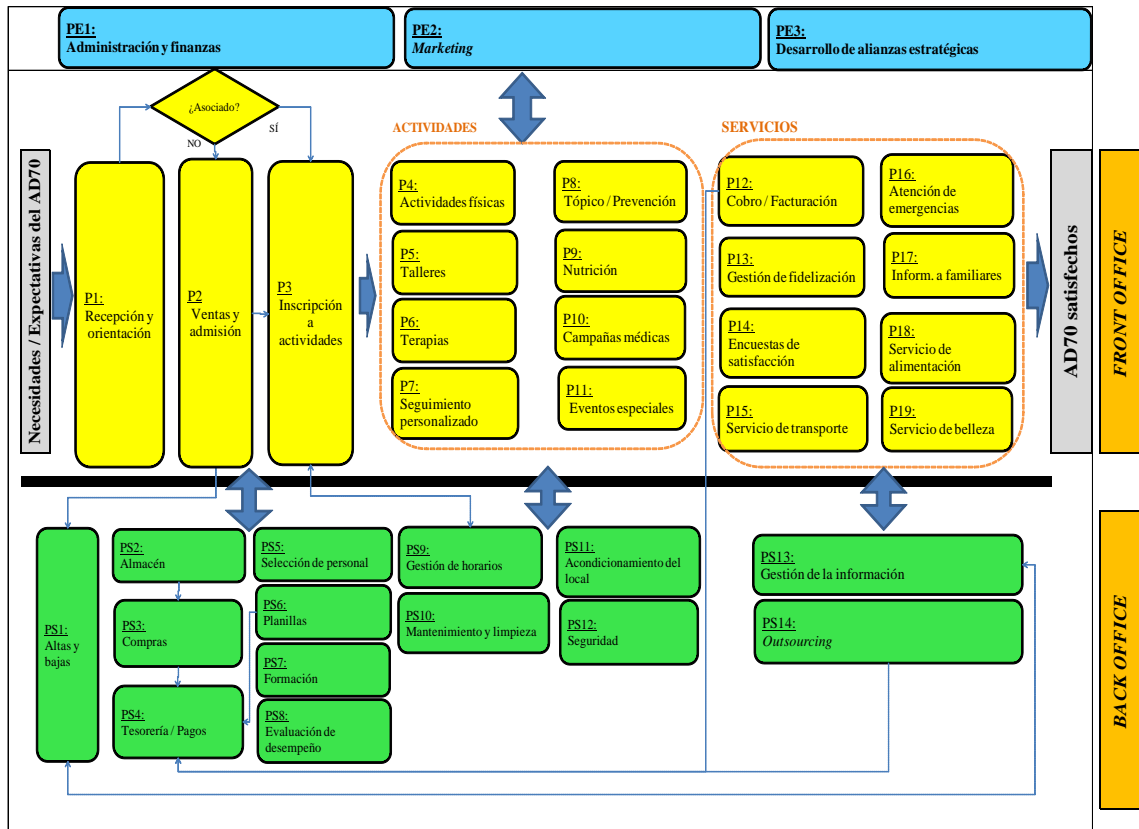 PE1:
Administración y finanzas
PE2:
Marketing
PE3:
Desarrollo de alianzas estratégicas
¿Asociado?
NO
SÍ
ACTIVIDADES
SERVICIOS
Necesidades / Expectativas del AD70
P1:
Recepción y
orientación
P2
Ventas y
admisión
P3
Inscripción
a
actividades
P4:
Actividades físicas
P5:
Talleres
P6:
Terapias
P7:
Seguimiento
personalizado
P8:
Tópico / Prevención
P9:
Nutrición
P10:
Campañas médicas
P11:
Eventos especiales
P12:
Cobro / Facturación
P13:
Gestión de fidelización
P14:
Encuestas de
satisfacción
P15:
Servicio de transporte
P16:
Atención de
emergencias
P17:
Inform. a familiares
P18:
Servicio de
alimentación
P19:
Servicio de belleza
AD70 satisfechos
FRONT OFFICE
PS1:
Altas y
bajas
PS2:
Almacén
PS3:
Compras
PS4:
Tesorería / Pagos
PS5:
Selección de personal
PS6:
Planillas
PS7:
Formación
PS8:
Evaluación de
desempeño
PS9:
Gestión de horarios
PS10:
Mantenimiento y limpieza
PS11:
Acondicionamiento del
local
PS12:
Seguridad
PS13:
Gestión de la información
PS14:
Outsourcing
BACK OFFICE